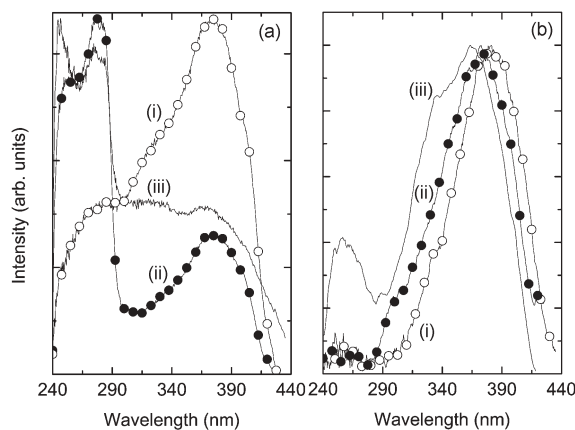 (a)
(b)
(i)
(iii)
(ii)
(iii)
(ii)
(i)
Intensity (arb. units)
240 290 340 390 440
240 290 340 390 440
Wavelength (nm)
Wavelength (nm)